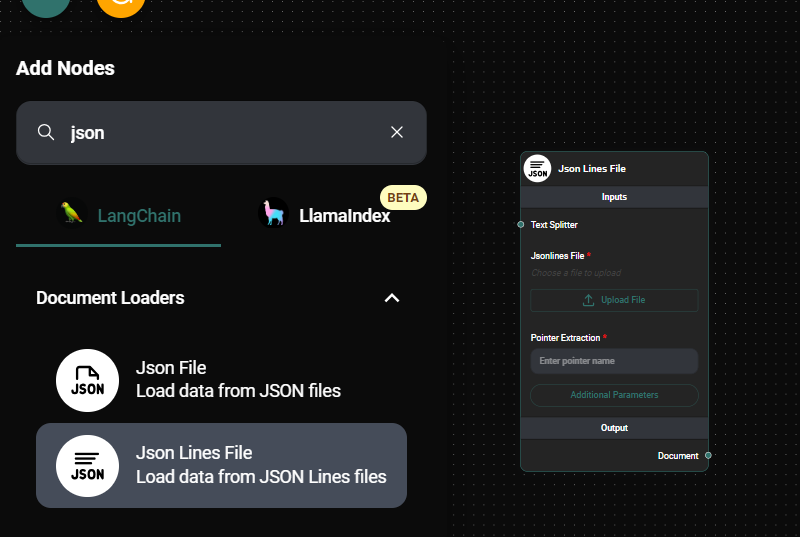 Add Nodes
json
LangChain
LlamaIndex
BETA
Document Loaders
JSON
Json File
Load data from JSON files
JSON
Json Lines File
Load data from JSON Lines files
JSON
Json Lines File
Inputs
Text Splitter
Jsonlines File *
Choose a file to upload
Upload File
Pointer Extraction *
Enter pointer name
Additional Parameters
Output
Document